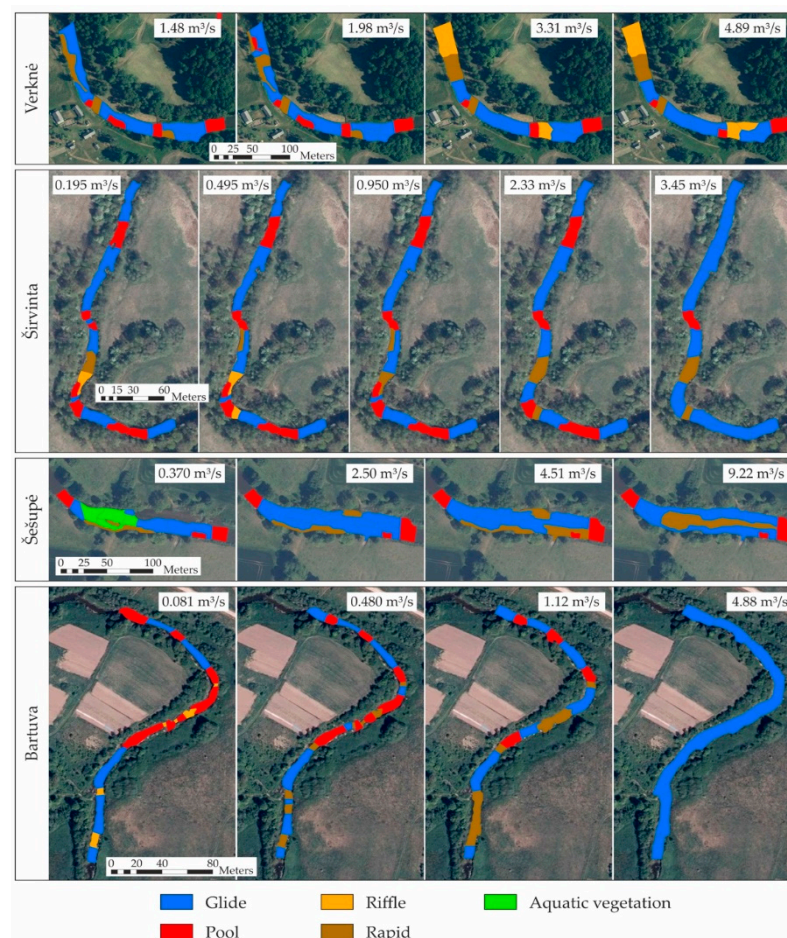 Verknė
1.48 m³/s
1.98 m³/s
3.31 m³/s
4.89 m³/s
0 25 50 100
Meters
Širvinta
0.195 m³/s
0.495 m³/s
0.950 m³/s
2.33 m³/s
3.45 m³/s
0 15 30 60
Meters
Šešupė
0.370 m³/s
2.50 m³/s
4.51 m³/s
9.22 m³/s
0 25 50 100
Meters
Bartuva
0.081 m³/s
0.480 m³/s
1.12 m³/s
4.88 m³/s
0 20 40 80
Meters
Glide
Riffle
Aquatic vegetation
Pool
Rapid